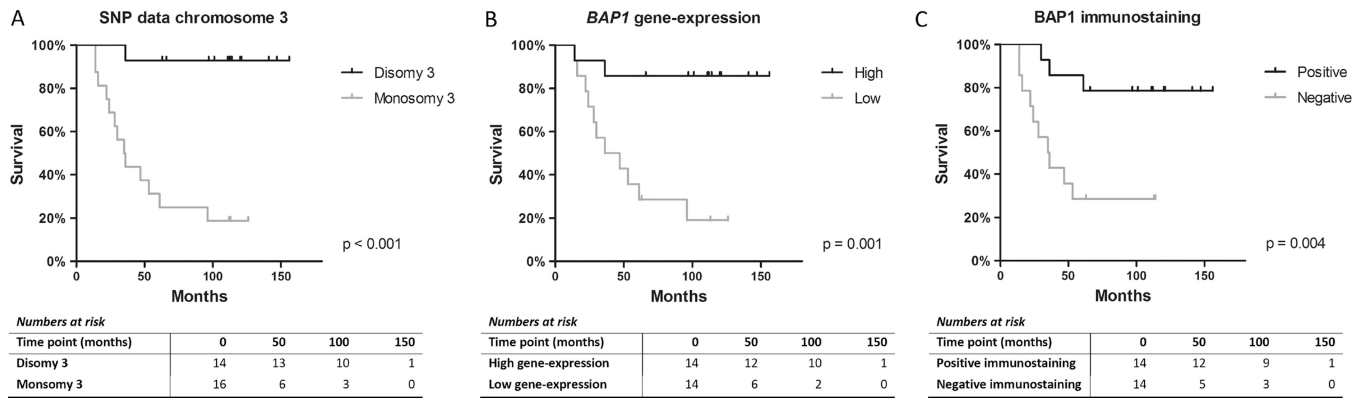 A
SNP data chromosome 3
100%
80%
60%
40%
20%
0%
Survival
50
100
150
Months
Disomy 3
Monosomy 3
p < 0.001
Numbers at risk
Time point (months) 0 50 100 150
Disomy 3 14 13 10 1
Monsomy 3 16 6 3 0
B
BAP1 gene-expression
100%
80%
60%
40%
20%
0%
Survival
50
100
150
Months
High
Low
p = 0.001
Numbers at risk
Time point (months) 0 50 100 150
High gene-expression 14 12 10 1
Low gene-expression 14 6 2 0
C
BAP1 immunostaining
100%
80%
60%
40%
20%
0%
Survival
50
100
150
Months
Positive
Negative
p = 0.004
Numbers at risk
Time point (months) 0 50 100 150
Positive immunostaining 14 12 9 1
Negative immunostaining 14 5 3 0